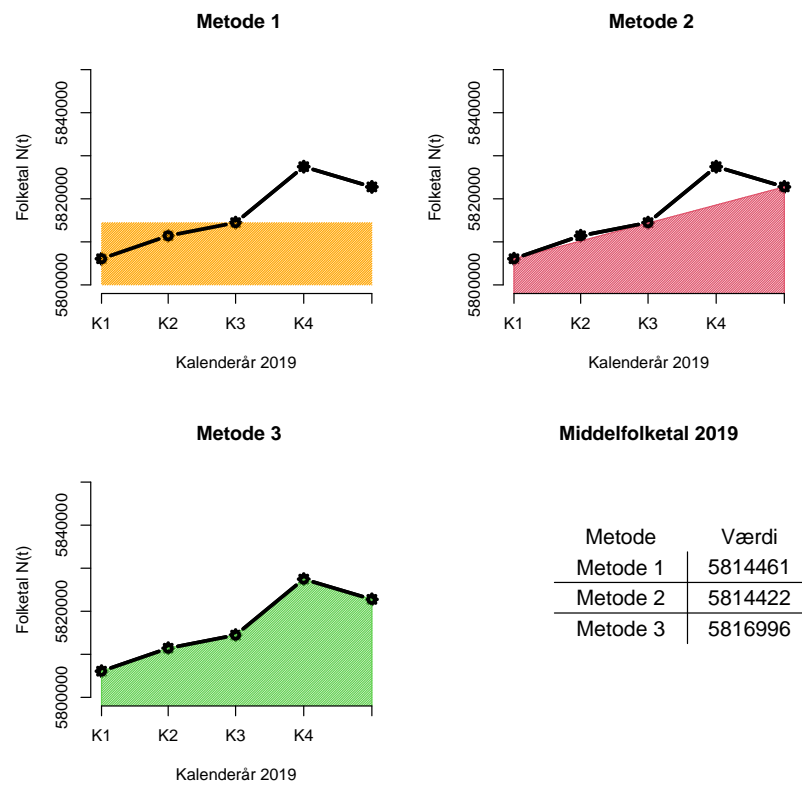 Metode 1
Folketal N(t)
5840000
5820000
5800000
K1 K2 K3 K4
Kalenderår 2019
Metode 2
Folketal N(t)
5840000
5820000
5800000
K1 K2 K3 K4
Kalenderår 2019
Metode 3
Folketal N(t)
5840000
5820000
5800000
K1 K2 K3 K4
Kalenderår 2019
Middelfolketal 2019
Metode Værdi
Metode 1 5814461
Metode 2 5814422
Metode 3 5816996